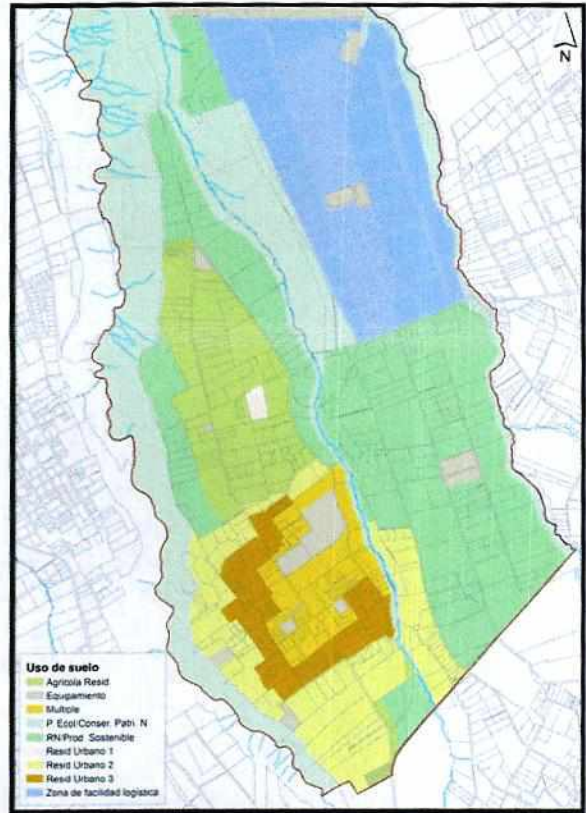 N
Uso de suelo
Agrícola Resid
Equipamiento
Multiple
P. Ecol/Conser. Patri. N
RN/Prod. Sostenible
Resid Urbano 1
Resid Urbano 2
Resid Urbano 3
Zona de facilidad logística